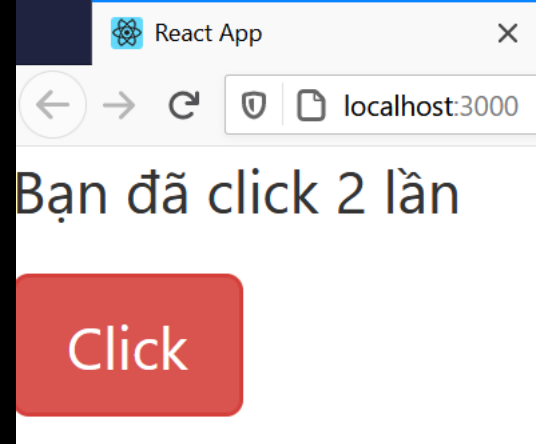 React App
localhost:3000
Bạn đã click 2 lần
Click